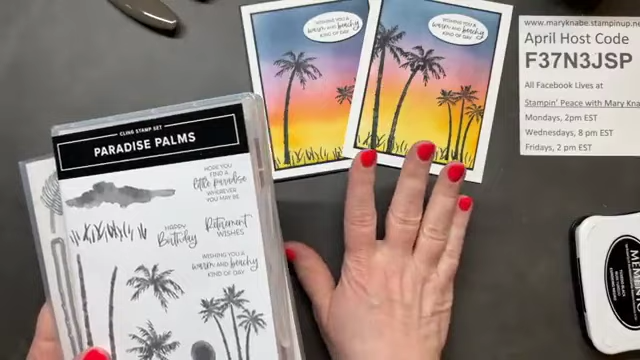 WISHING YOU A
warm AND beachy
KIND OF DAY
WISHING YOU A
warm AND beachy
KIND OF DAY
www.maryknabe.stampinup.ne
April Host Code
F37N3JSP
All Facebook Lives at
Stampin' Peace with Mary Kna
Mondays, 2pm EST
Wednesdays, 8 pm EST
Fridays, 2 pm EST
CLING STAMP SET
PARADISE PALMS
HOPE YOU
FIND A
little paradise
WHEREVER
YOU MAY BE
HAPPY
Birthday
Retirement
WISHES
WISHING YOU A
warm AND beachy
KIND OF DAY
MEMENTO